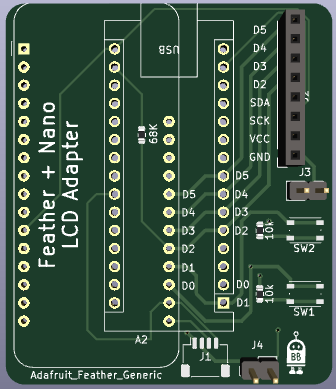 USB
D5
D4
D3
D2
SDA
SCK
VCC
GND
68K
J3
Feather + Nano
LCD Adapter
D5
D4
D3
D2
D1
D0
D5
D4
D3
D2
D0
D1
10k
SW2
10k
SW1
A2
J1
J4
BB
Adafruit_Feather_Generic